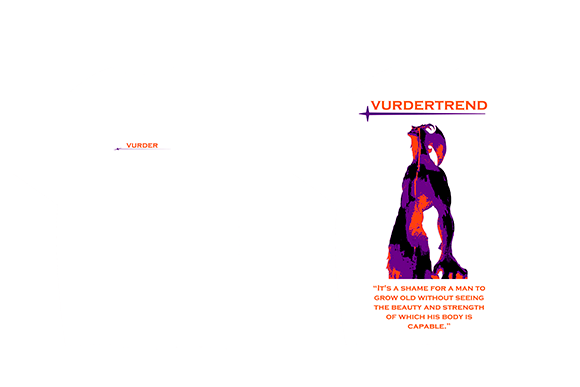 VURDER
VURDERTREND
"It's a shame for a man to
grow old without seeing
the beauty and strength
of which his body is
capable."